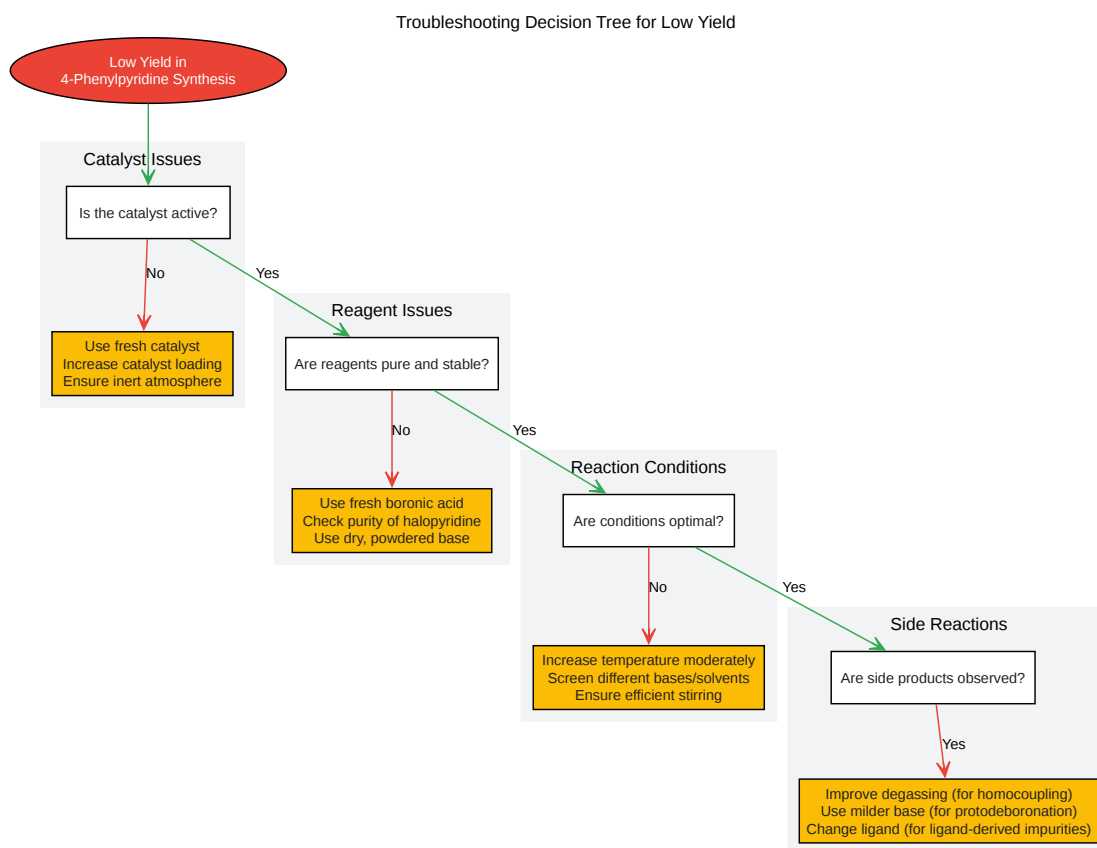 Troubleshooting Decision Tree for Low Yield
Low Yield in
4-Phenylpyridine Synthesis
Catalyst Issues
Is the catalyst active?
No
Yes
Use fresh catalyst
Increase catalyst loading
Ensure inert atmosphere
Reagent Issues
Are reagents pure and stable?
No
Yes
Use fresh boronic acid
Check purity of halopyridine
Use dry, powdered base
Reaction Conditions
Are conditions optimal?
No
Yes
Increase temperature moderately
Screen different bases/solvents
Ensure efficient stirring
Side Reactions
Are side products observed?
Yes
Improve degassing (for homocoupling)
Use milder base (for protodeboronation)
Change ligand (for ligand-derived impurities)